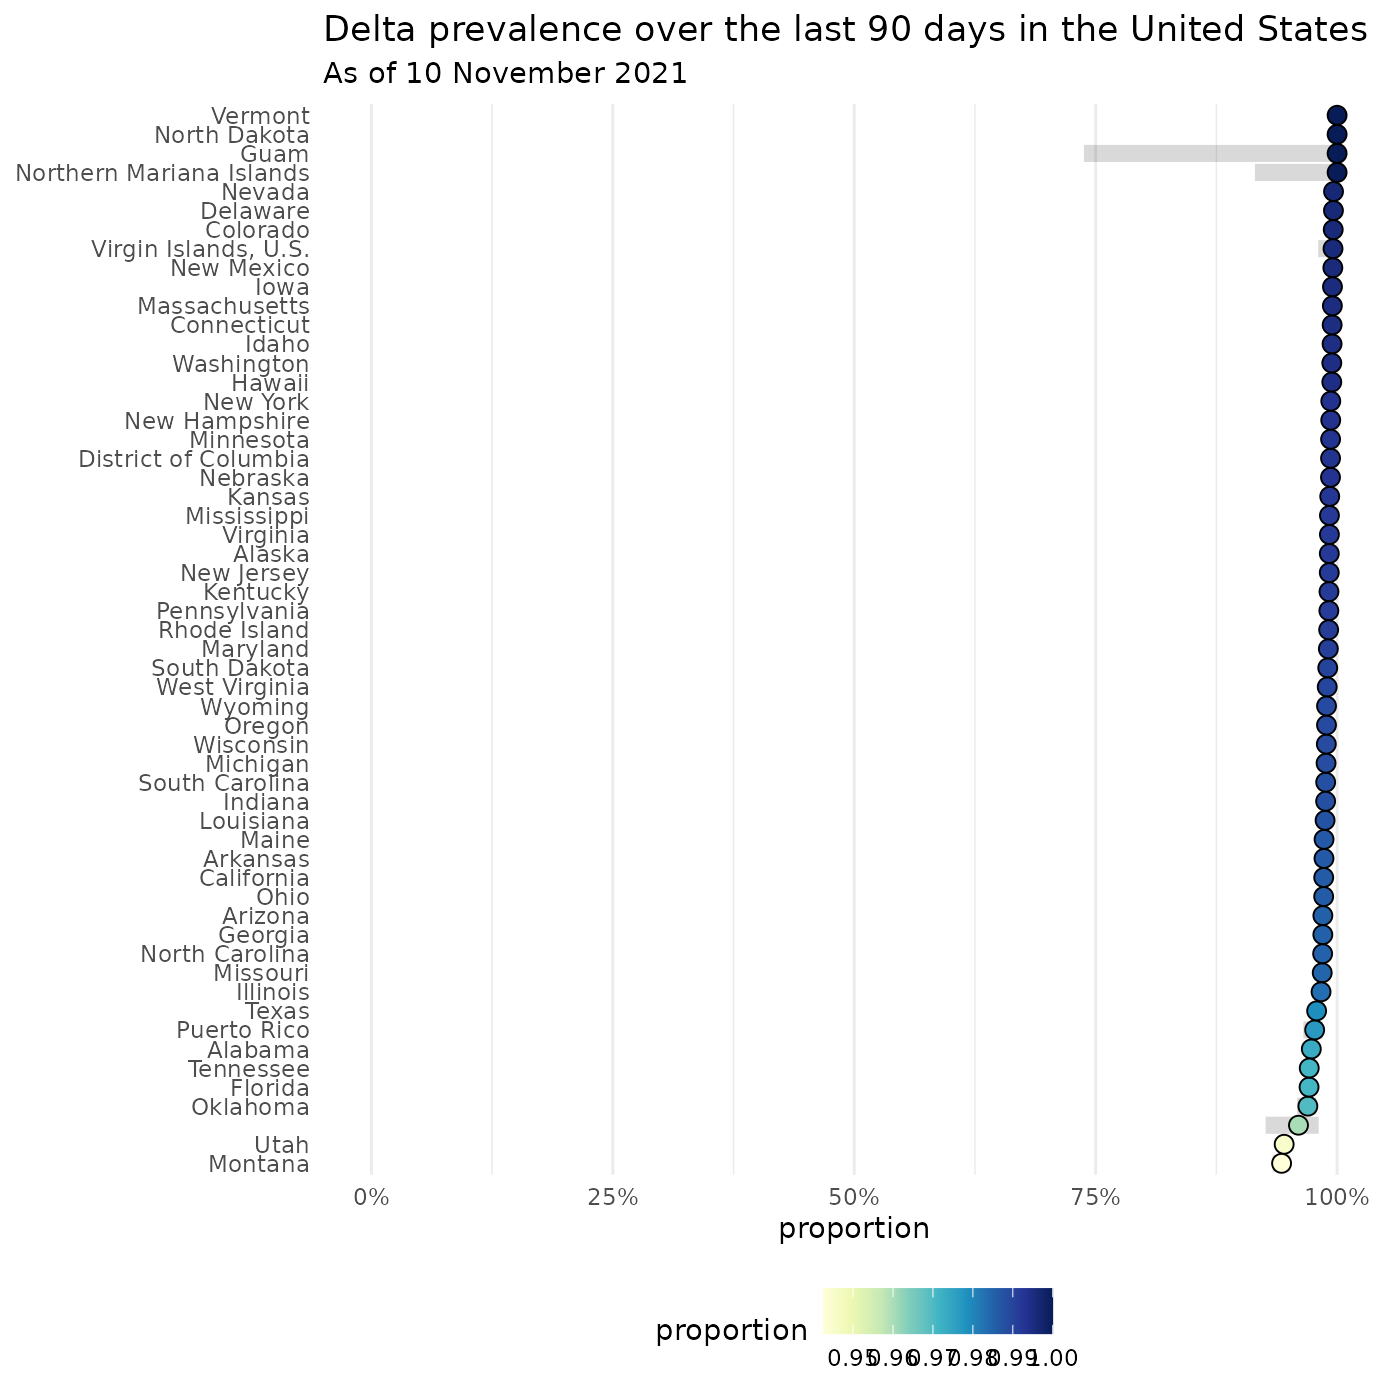 Delta prevalence over the last 90 days in the United States
As of 10 November 2021
Vermont
North Dakota
Guam
Northern Mariana Islands
Nevada
Delaware
Colorado
Virgin Islands, U.S.
New Mexico
Iowa
Massachusetts
Connecticut
Idaho
Washington
Hawaii
New York
New Hampshire
Minnesota
District of Columbia
Nebraska
Kansas
Mississippi
Virginia
Alaska
New Jersey
Kentucky
Pennsylvania
Rhode Island
Maryland
South Dakota
West Virginia
Wyoming
Oregon
Wisconsin
Michigan
South Carolina
Indiana
Louisiana
Maine
Arkansas
California
Ohio
Arizona
Georgia
North Carolina
Missouri
Illinois
Texas
Puerto Rico
Alabama
Tennessee
Florida
Oklahoma
Utah
Montana
0% 25% 50% 75% 100%
proportion
proportion
0.95 0.96 0.97 0.98 0.99 1.00